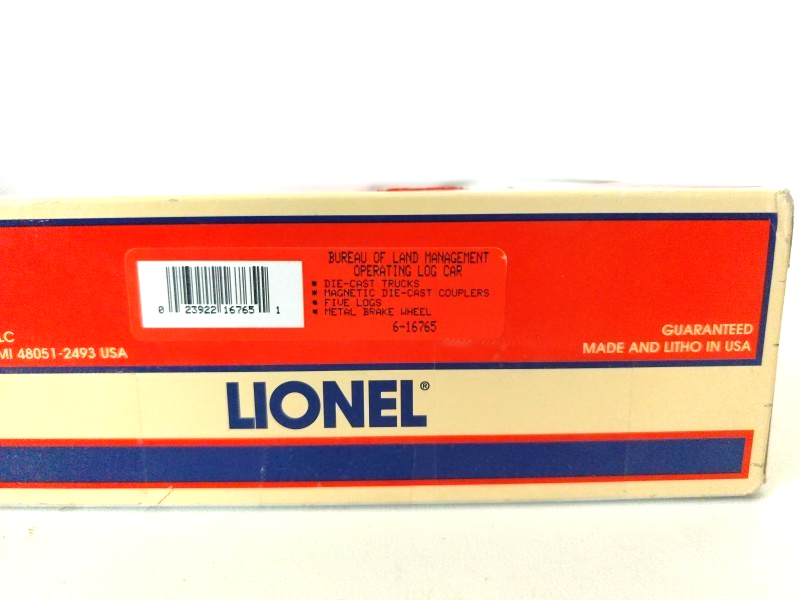 BUREAU OF LAND MANAGEMENT
OPERATING LOG CAR
* DIE-CAST TRUCKS
* MAGNETIC DIE-CAST COUPLERS
* FIVE LOGS
* METAL BRAKE WHEEL
6-16765
0 23922 16765 1
LC
MI 48051-2493 USA
GUARANTEED
MADE AND LITHO IN USA
LIONEL®